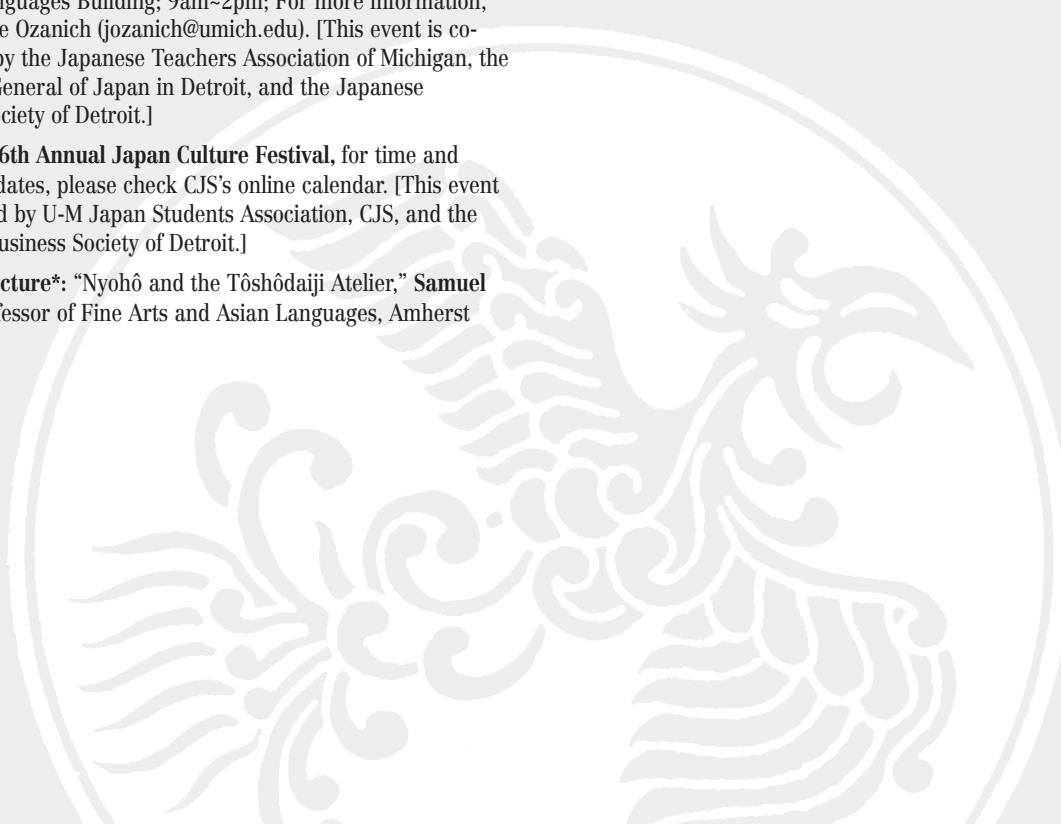 nguages Building; 9am~2pm; For more information,
e Ozanich (jozanich@umich.edu). [This event is co-
by the Japanese Teachers Association of Michigan, the
General of Japan in Detroit, and the Japanese
ciety of Detroit.]
6th Annual Japan Culture Festival, for time and
dates, please check CJS's online calendar. [This event
d by U-M Japan Students Association, CJS, and the
usiness Society of Detroit.]
cture*: “Nyohô and the Tôshôdaiji Atelier,” Samuel
fessor of Fine Arts and Asian Languages, Amherst